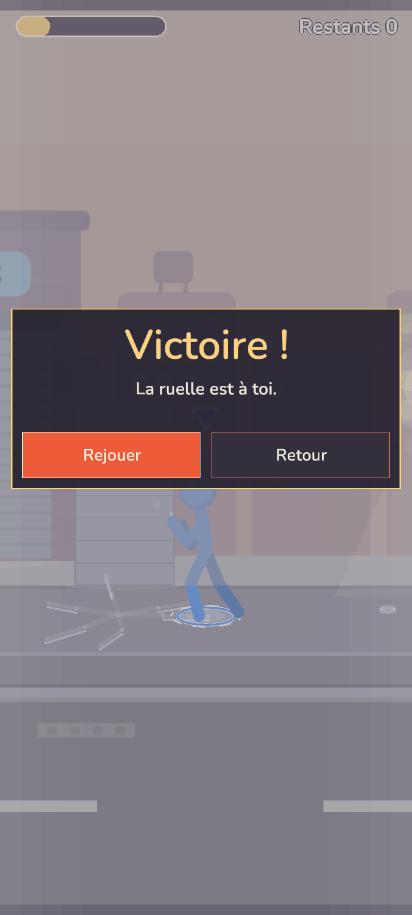 Restants 0
Victoire !
La ruelle est à toi.
Rejouer
Retour